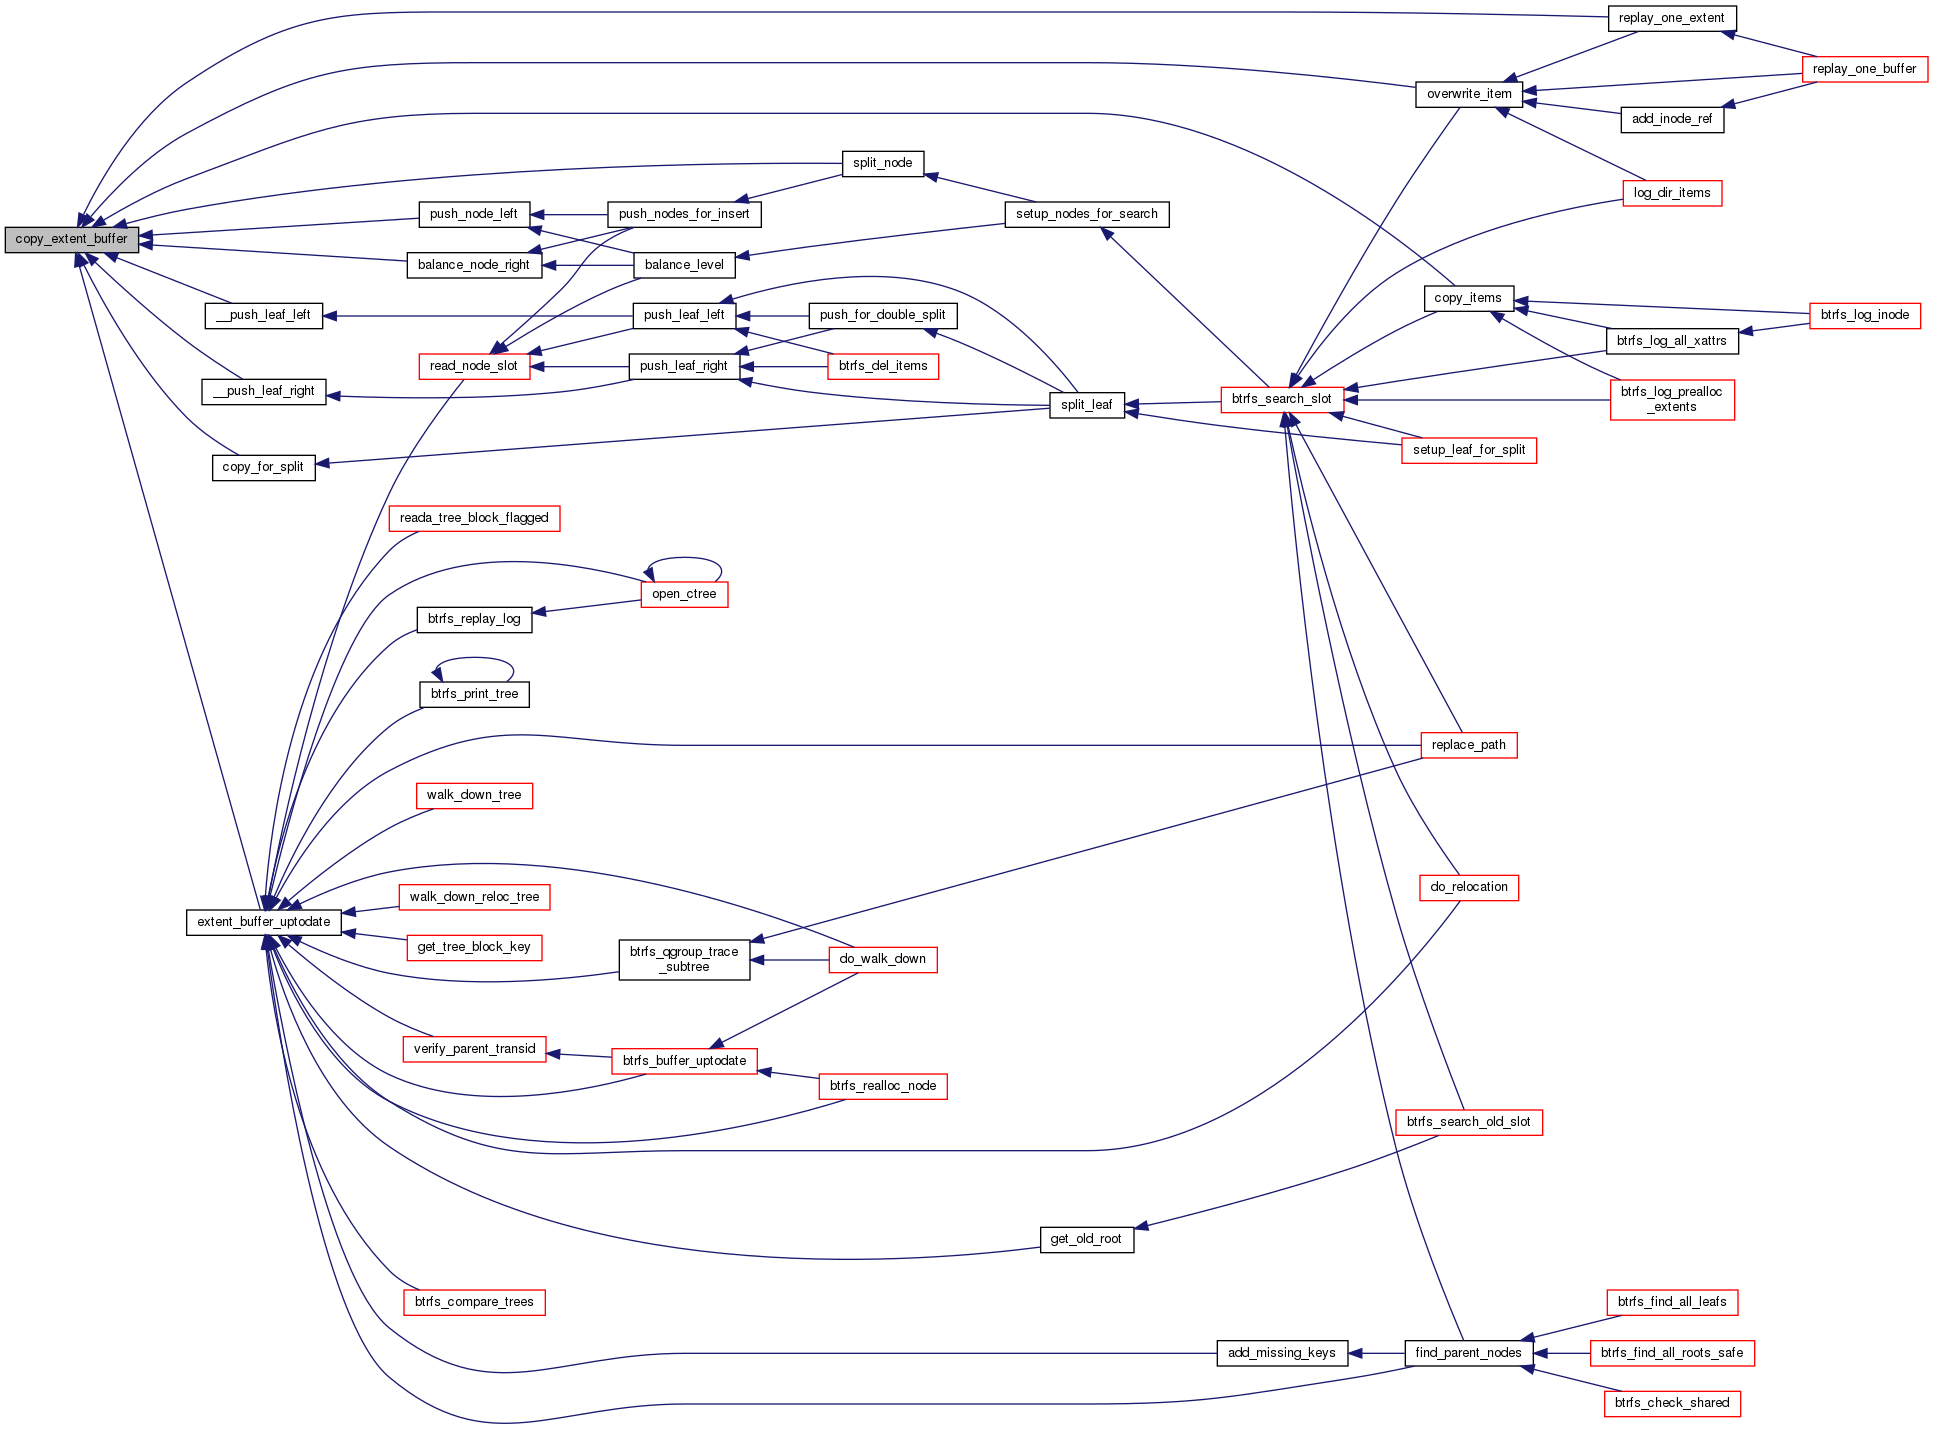 replay_one_extent
replay_one_buffer
overwrite_item
add_inode_ref
split_node
log_dir_items
push_node_left
push_nodes_for_insert
setup_nodes_for_search
copy_extent_buffer
balance_node_right
balance_level
copy_items
__push_leaf_left
push_leaf_left
push_for_double_split
btrfs_log_inode
btrfs_log_all_xattrs
read_node_slot
push_leaf_right
btrfs_del_items
__push_leaf_right
btrfs_search_slot
btrfs_log_prealloc
_extents
split_leaf
setup_leaf_for_split
copy_for_split
reada_tree_block_flagged
open_ctree
btrfs_replay_log
btrfs_print_tree
replace_path
walk_down_tree
do_relocation
walk_down_reloc_tree
extent_buffer_uptodate
get_tree_block_key
btrfs_qgroup_trace
_subtree
do_walk_down
verify_parent_transid
btrfs_buffer_uptodate
btrfs_realloc_node
btrfs_search_old_slot
get_old_root
btrfs_compare_trees
btrfs_find_all_leafs
add_missing_keys
find_parent_nodes
btrfs_find_all_roots_safe
btrfs_check_shared